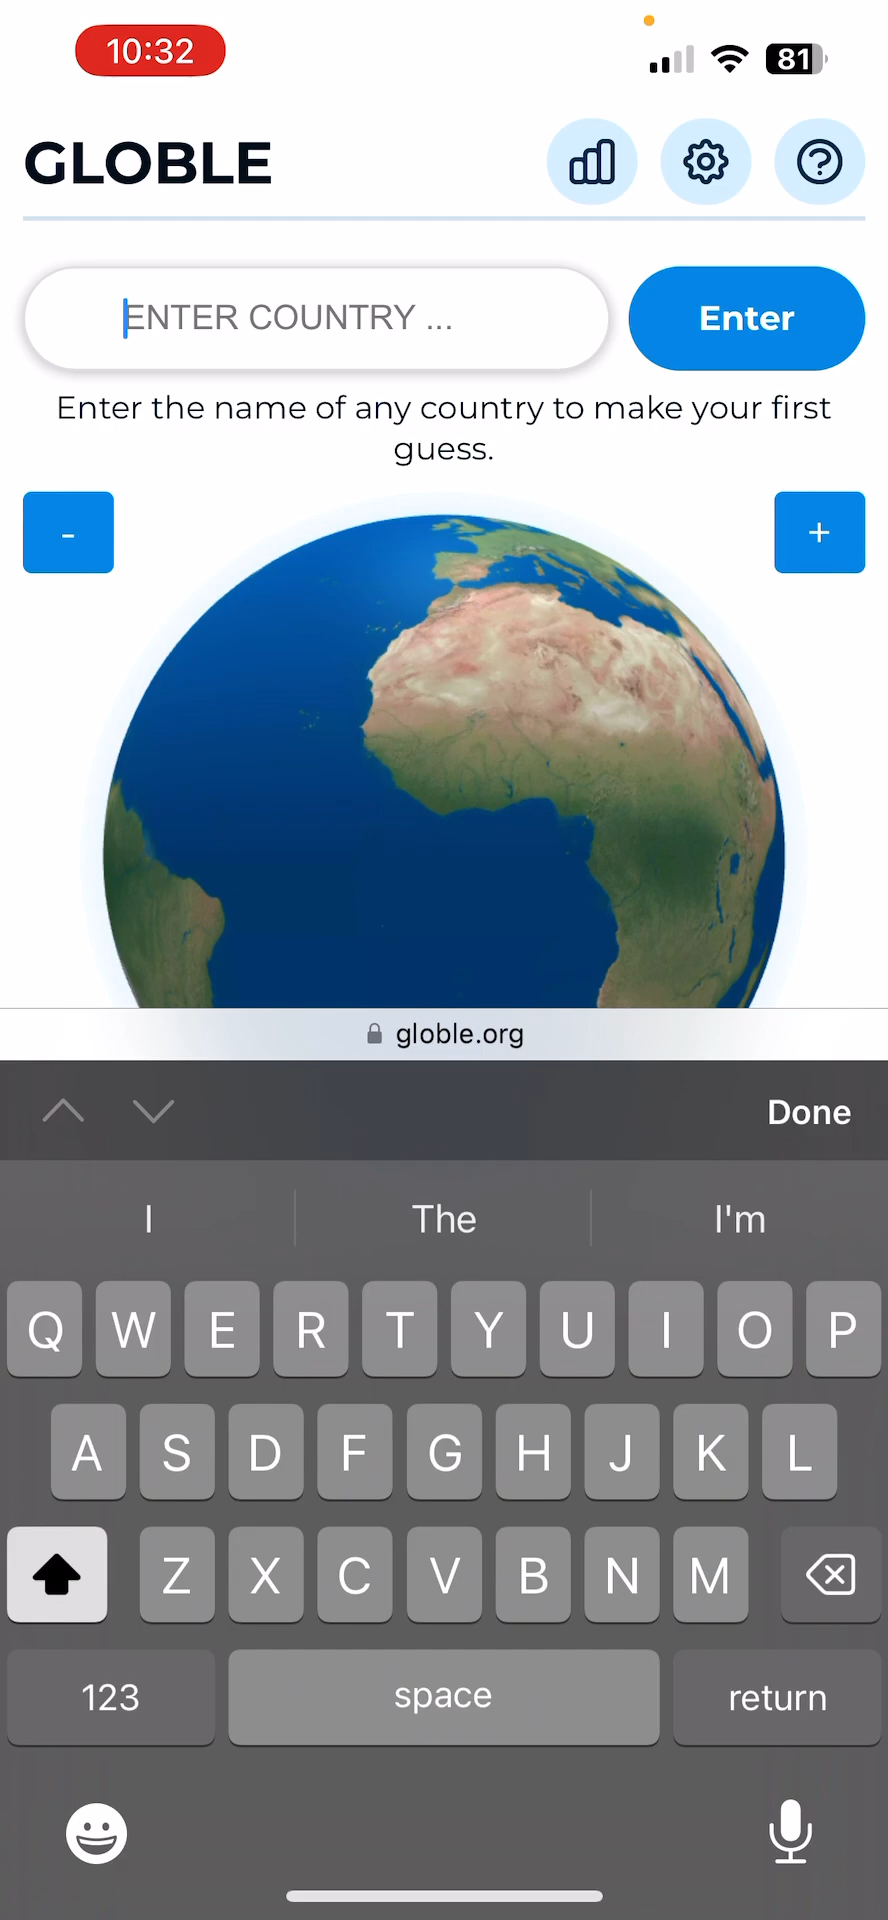 10:32
81
GLOBLE
ENTER COUNTRY ...
Enter
Enter the name of any country to make your first
guess.
-
+
globle.org
Done
I
The
I'm
Q W E R T Y U I O P
A S D F G H J K L
Z X C V B N M
123
space
return